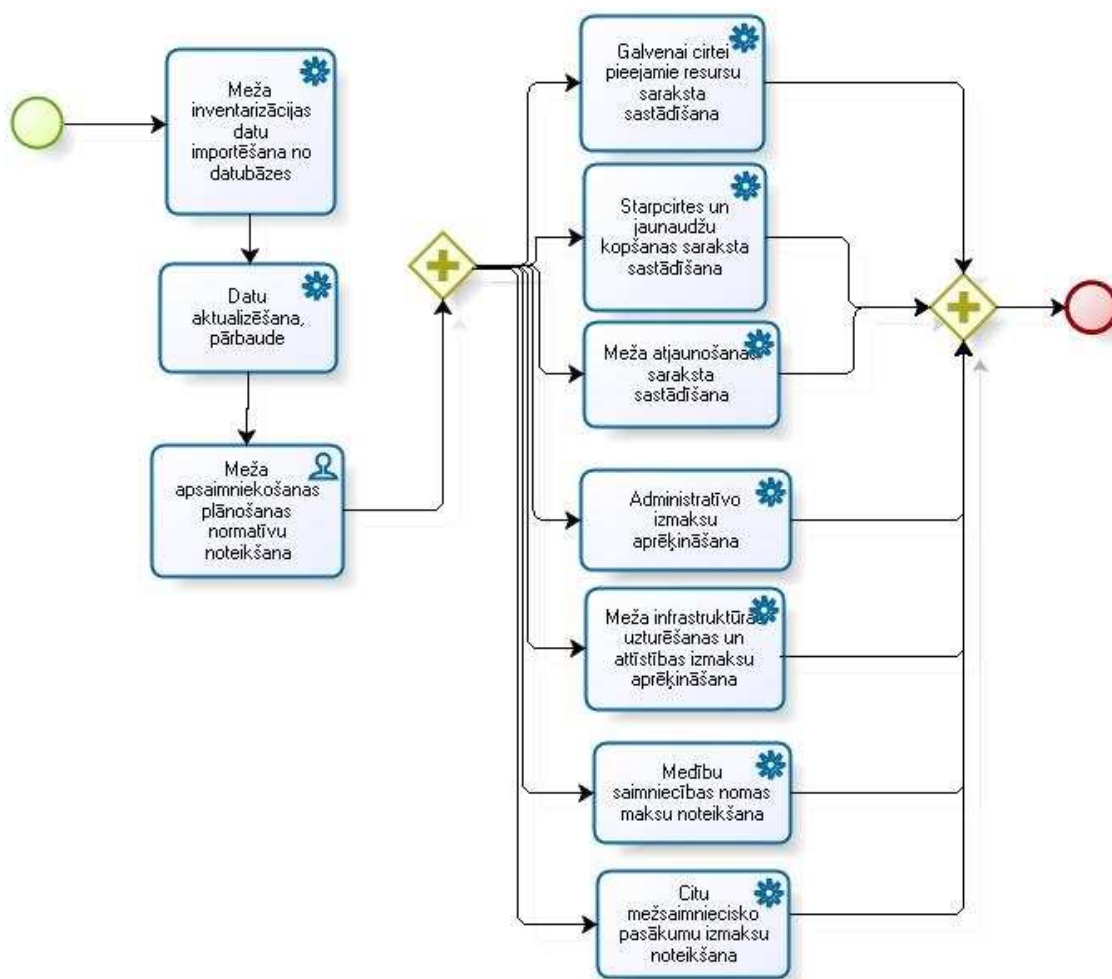 Meža
inventarizācijas
datu
importēšana no
datubāzes
Datu
aktualizēšana,
pārbaude
Meža
apsaimniekošanas
plānošanas
normatīvu
noteikšana
Galvenai cirtei
pieejamie resursu
saraksta
sastādīšana
Starpcirtes un
jaunaudžu
kopšanas saraksta
sastādīšana
Meža atjaunošanas
saraksta
sastādīšana
Administratīvo
izmaksu
aprēķināšana
Meža infrastruktūras
uzturēšanas un
attīstības izmaksu
aprēķināšana
Medību
saimniecības nomas
maksu noteikšana
Citu
mežsaimniecisko
pasākumu izmaksu
noteikšana